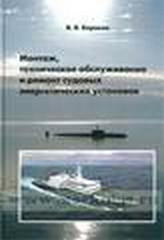 Монтаж,
техническое обслуживание
и ремонт судовых
энергетических установок